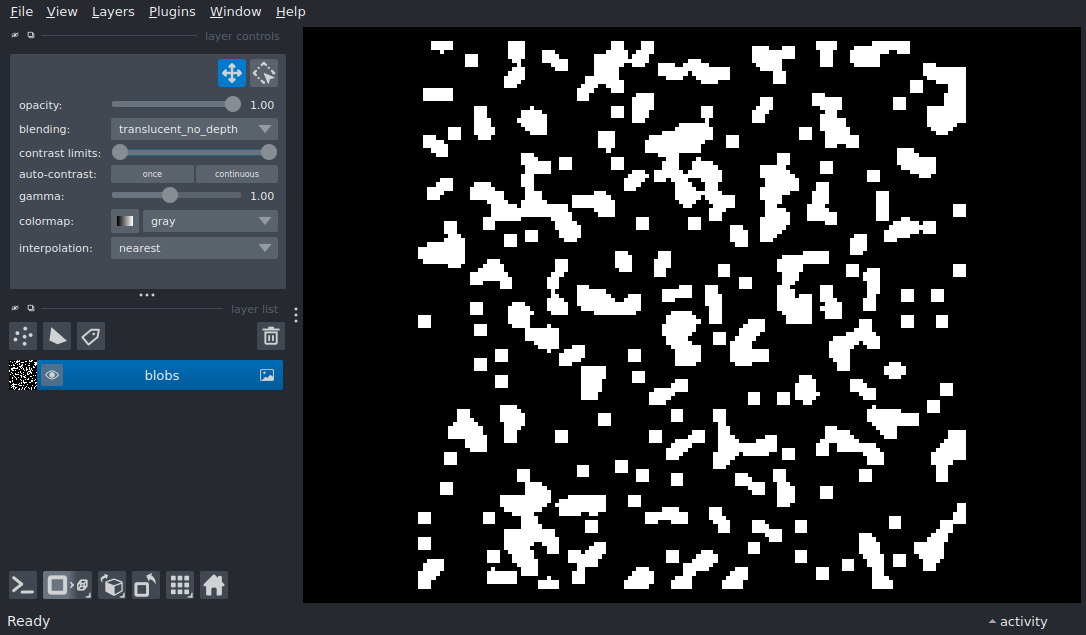 File View Layers Plugins Window Help
layer controls
opacity: 1.00
blending: translucent_no_depth
contrast limits:
auto-contrast: once continuous
gamma: 1.00
colormap: gray
interpolation: nearest
layer list
blobs
Ready
activity